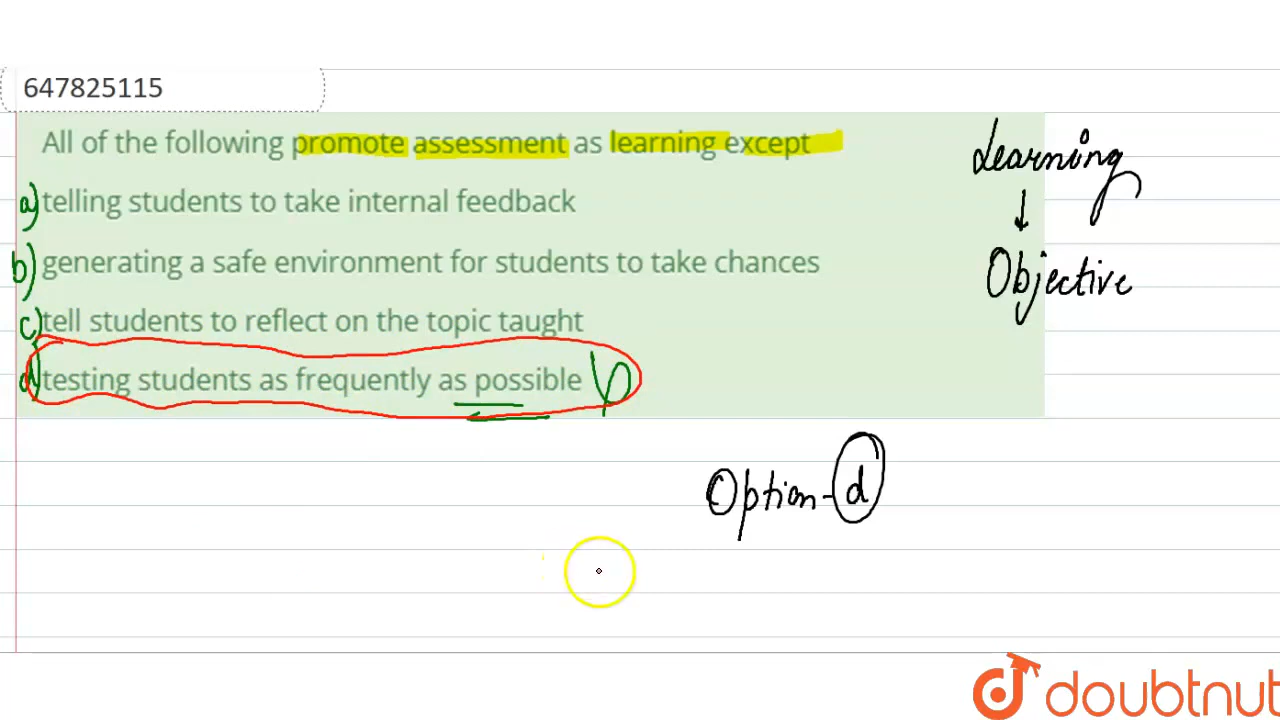 647825115
All of the following promote assessment as learning except
a) telling students to take internal feedback
b) generating a safe environment for students to take chances
c) tell students to reflect on the topic taught
d) testing students as frequently as possible
Learning
↓
Objective
Option-d
doubtnut